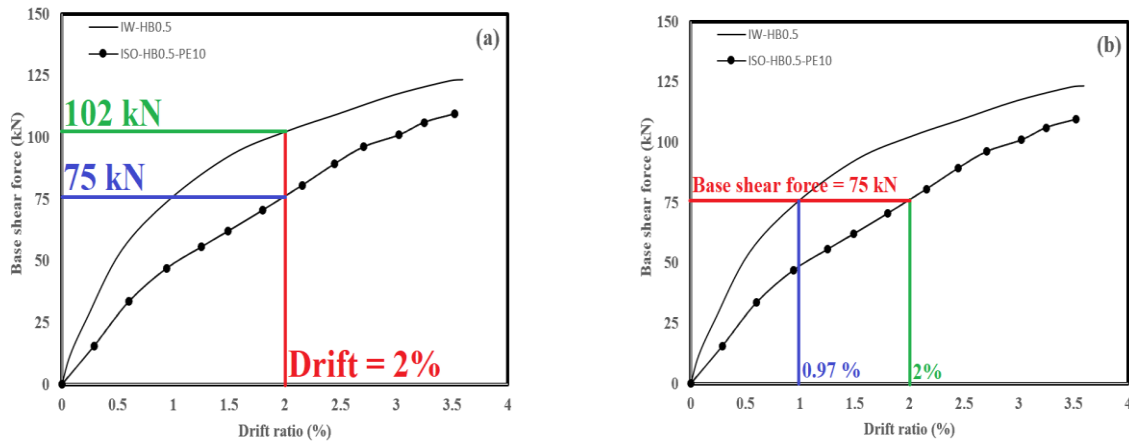 150
125
100
75
50
25
0
Base shear force (kN)
IW-HB0.5
ISO-HB0.5-PE10
(a)
102 kN
75 kN
Drift = 2%
0 0.5 1 1.5 2 2.5 3 3.5 4
Drift ratio (%)
150
125
100
75
50
25
0
Base shear force (kN)
IW-HB0.5
ISO-HB0.5-PE10
(b)
Base shear force = 75 kN
0.97 %
2%
0 0.5 1 1.5 2 2.5 3 3.5 4
Drift ratio (%)